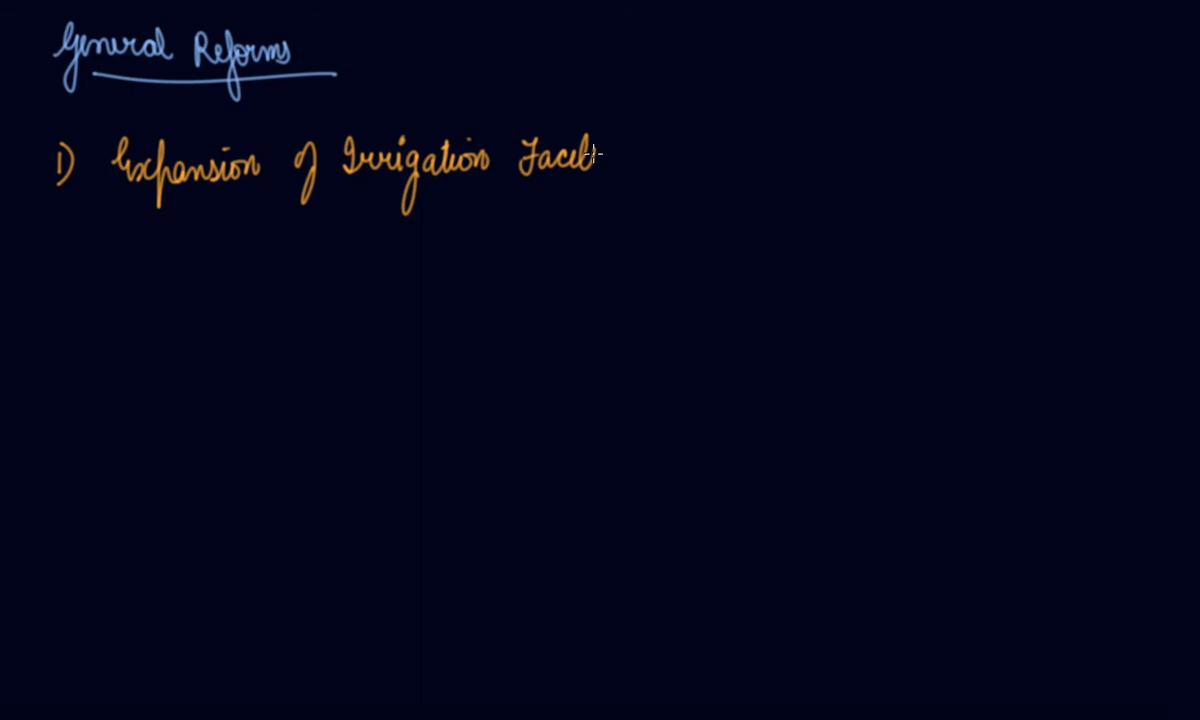 General Reforms
1) Expansion of Irrigation Facil